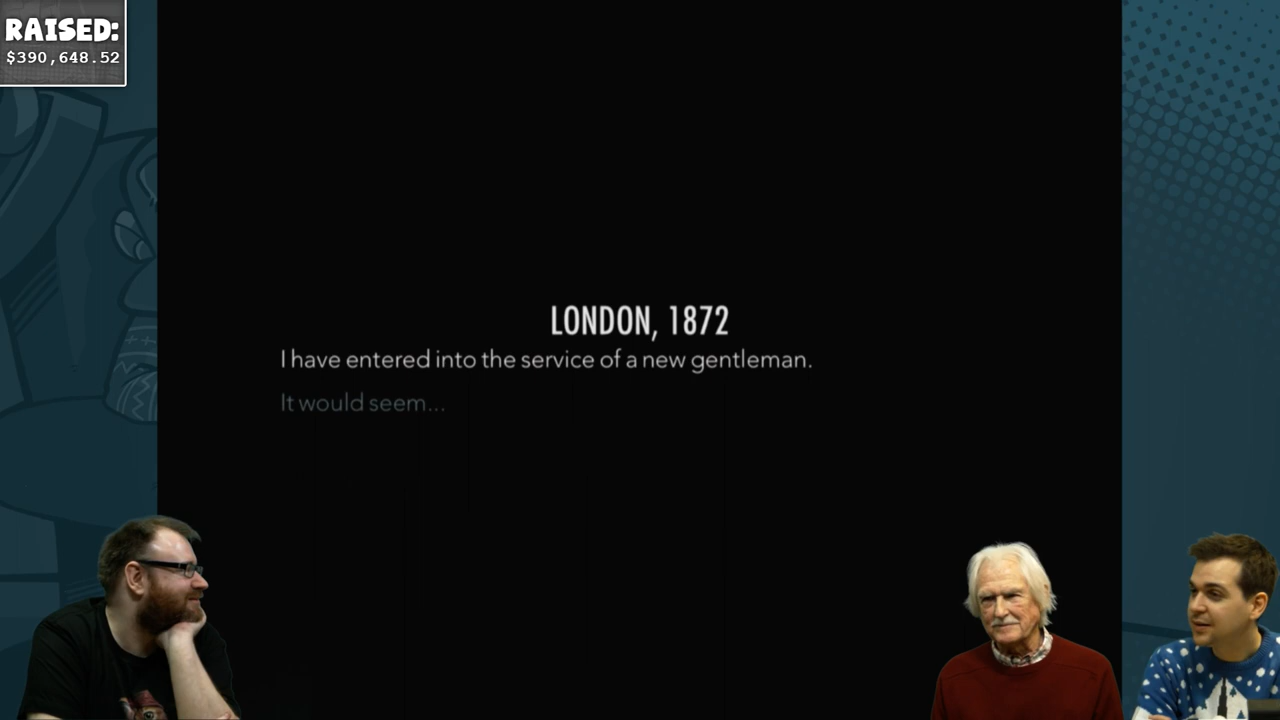 RAISED:
$390,648.52
LONDON, 1872
I have entered into the service of a new gentleman.
It would seem...